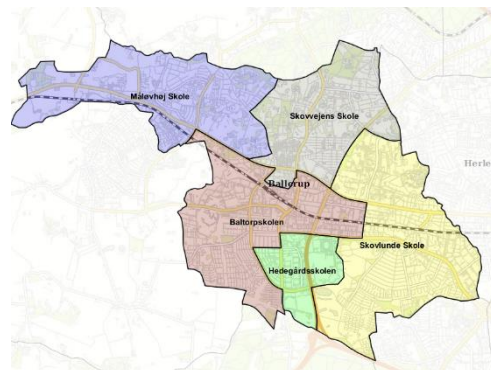 Måløvhøj Skole
Skovvejens Skole
Herle
Ballerup
Baltorpskolen
Skovlunde Skole
Hedegårdsskolen